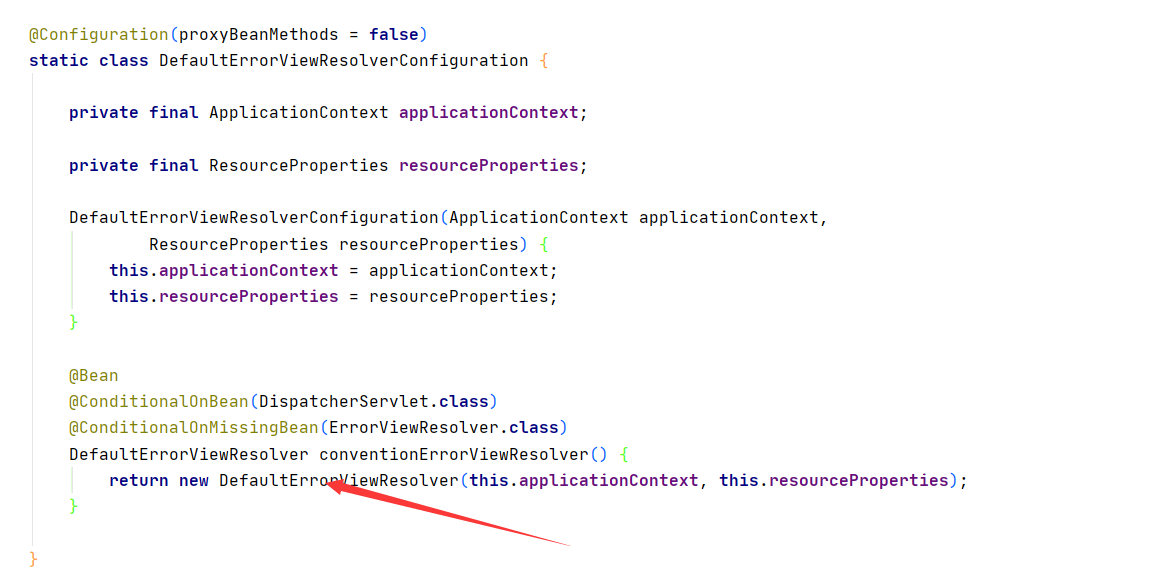 @Configuration(proxyBeanMethods = false)
static class DefaultErrorViewResolverConfiguration {
private final ApplicationContext applicationContext;
private final ResourceProperties resourceProperties;
DefaultErrorViewResolverConfiguration(ApplicationContext applicationContext,
ResourceProperties resourceProperties) {
this.applicationContext = applicationContext;
this.resourceProperties = resourceProperties;
}
@Bean
@ConditionalOnBean(DispatcherServlet.class)
@ConditionalOnMissingBean(ErrorViewResolver.class)
DefaultErrorViewResolver conventionErrorViewResolver() {
return new DefaultErrorViewResolver(this.applicationContext, this.resourceProperties);
}
}